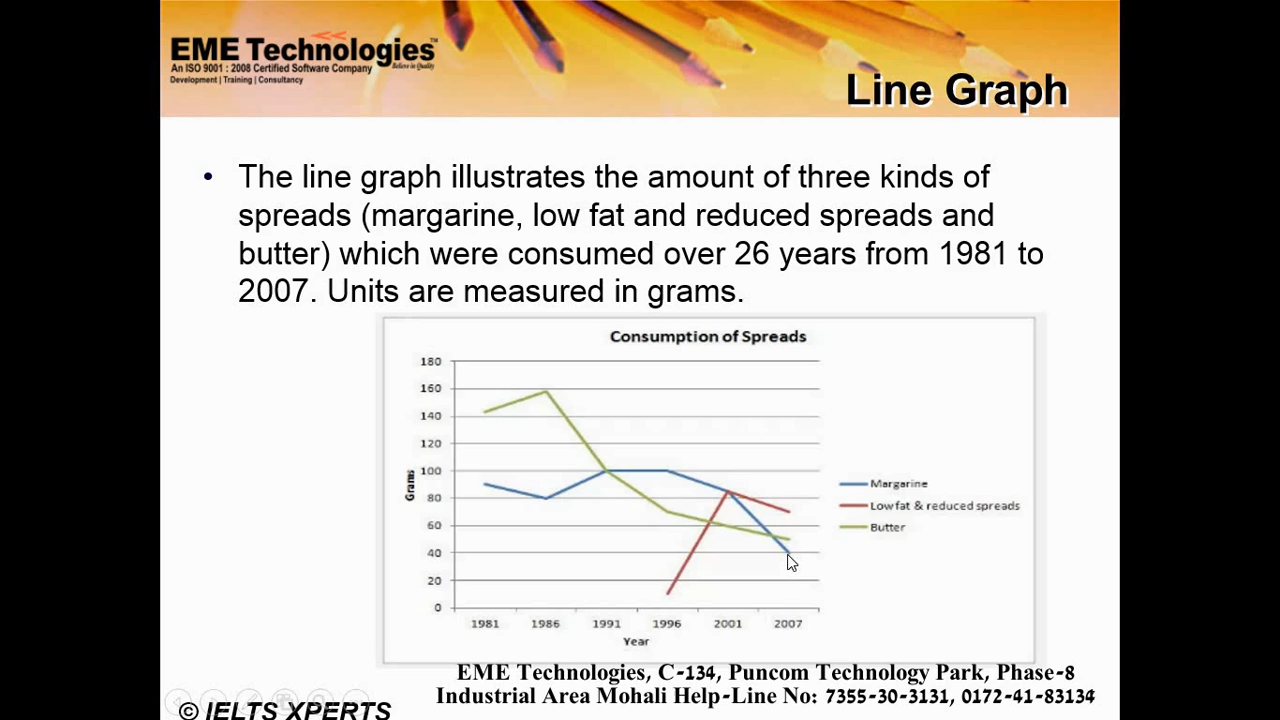 EME Technologies™
An ISO 9001 : 2008 Certified Software Company
Believe in Quality
Development | Training | Consultancy
Line Graph
• The line graph illustrates the amount of three kinds of
spreads (margarine, low fat and reduced spreads and
butter) which were consumed over 26 years from 1981 to
2007. Units are measured in grams.
Consumption of Spreads
180
160
140
120
100
80
60
40
20
0
Grams
1981 1986 1991 1996 2001 2007
Year
Margarine
Low fat & reduced spreads
Butter
EME Technologies, C-134, Puncom Technology Park, Phase-8
Industrial Area Mohali Help-Line No: 7355-30-3131, 0172-41-83134
© IELTS XPERTS